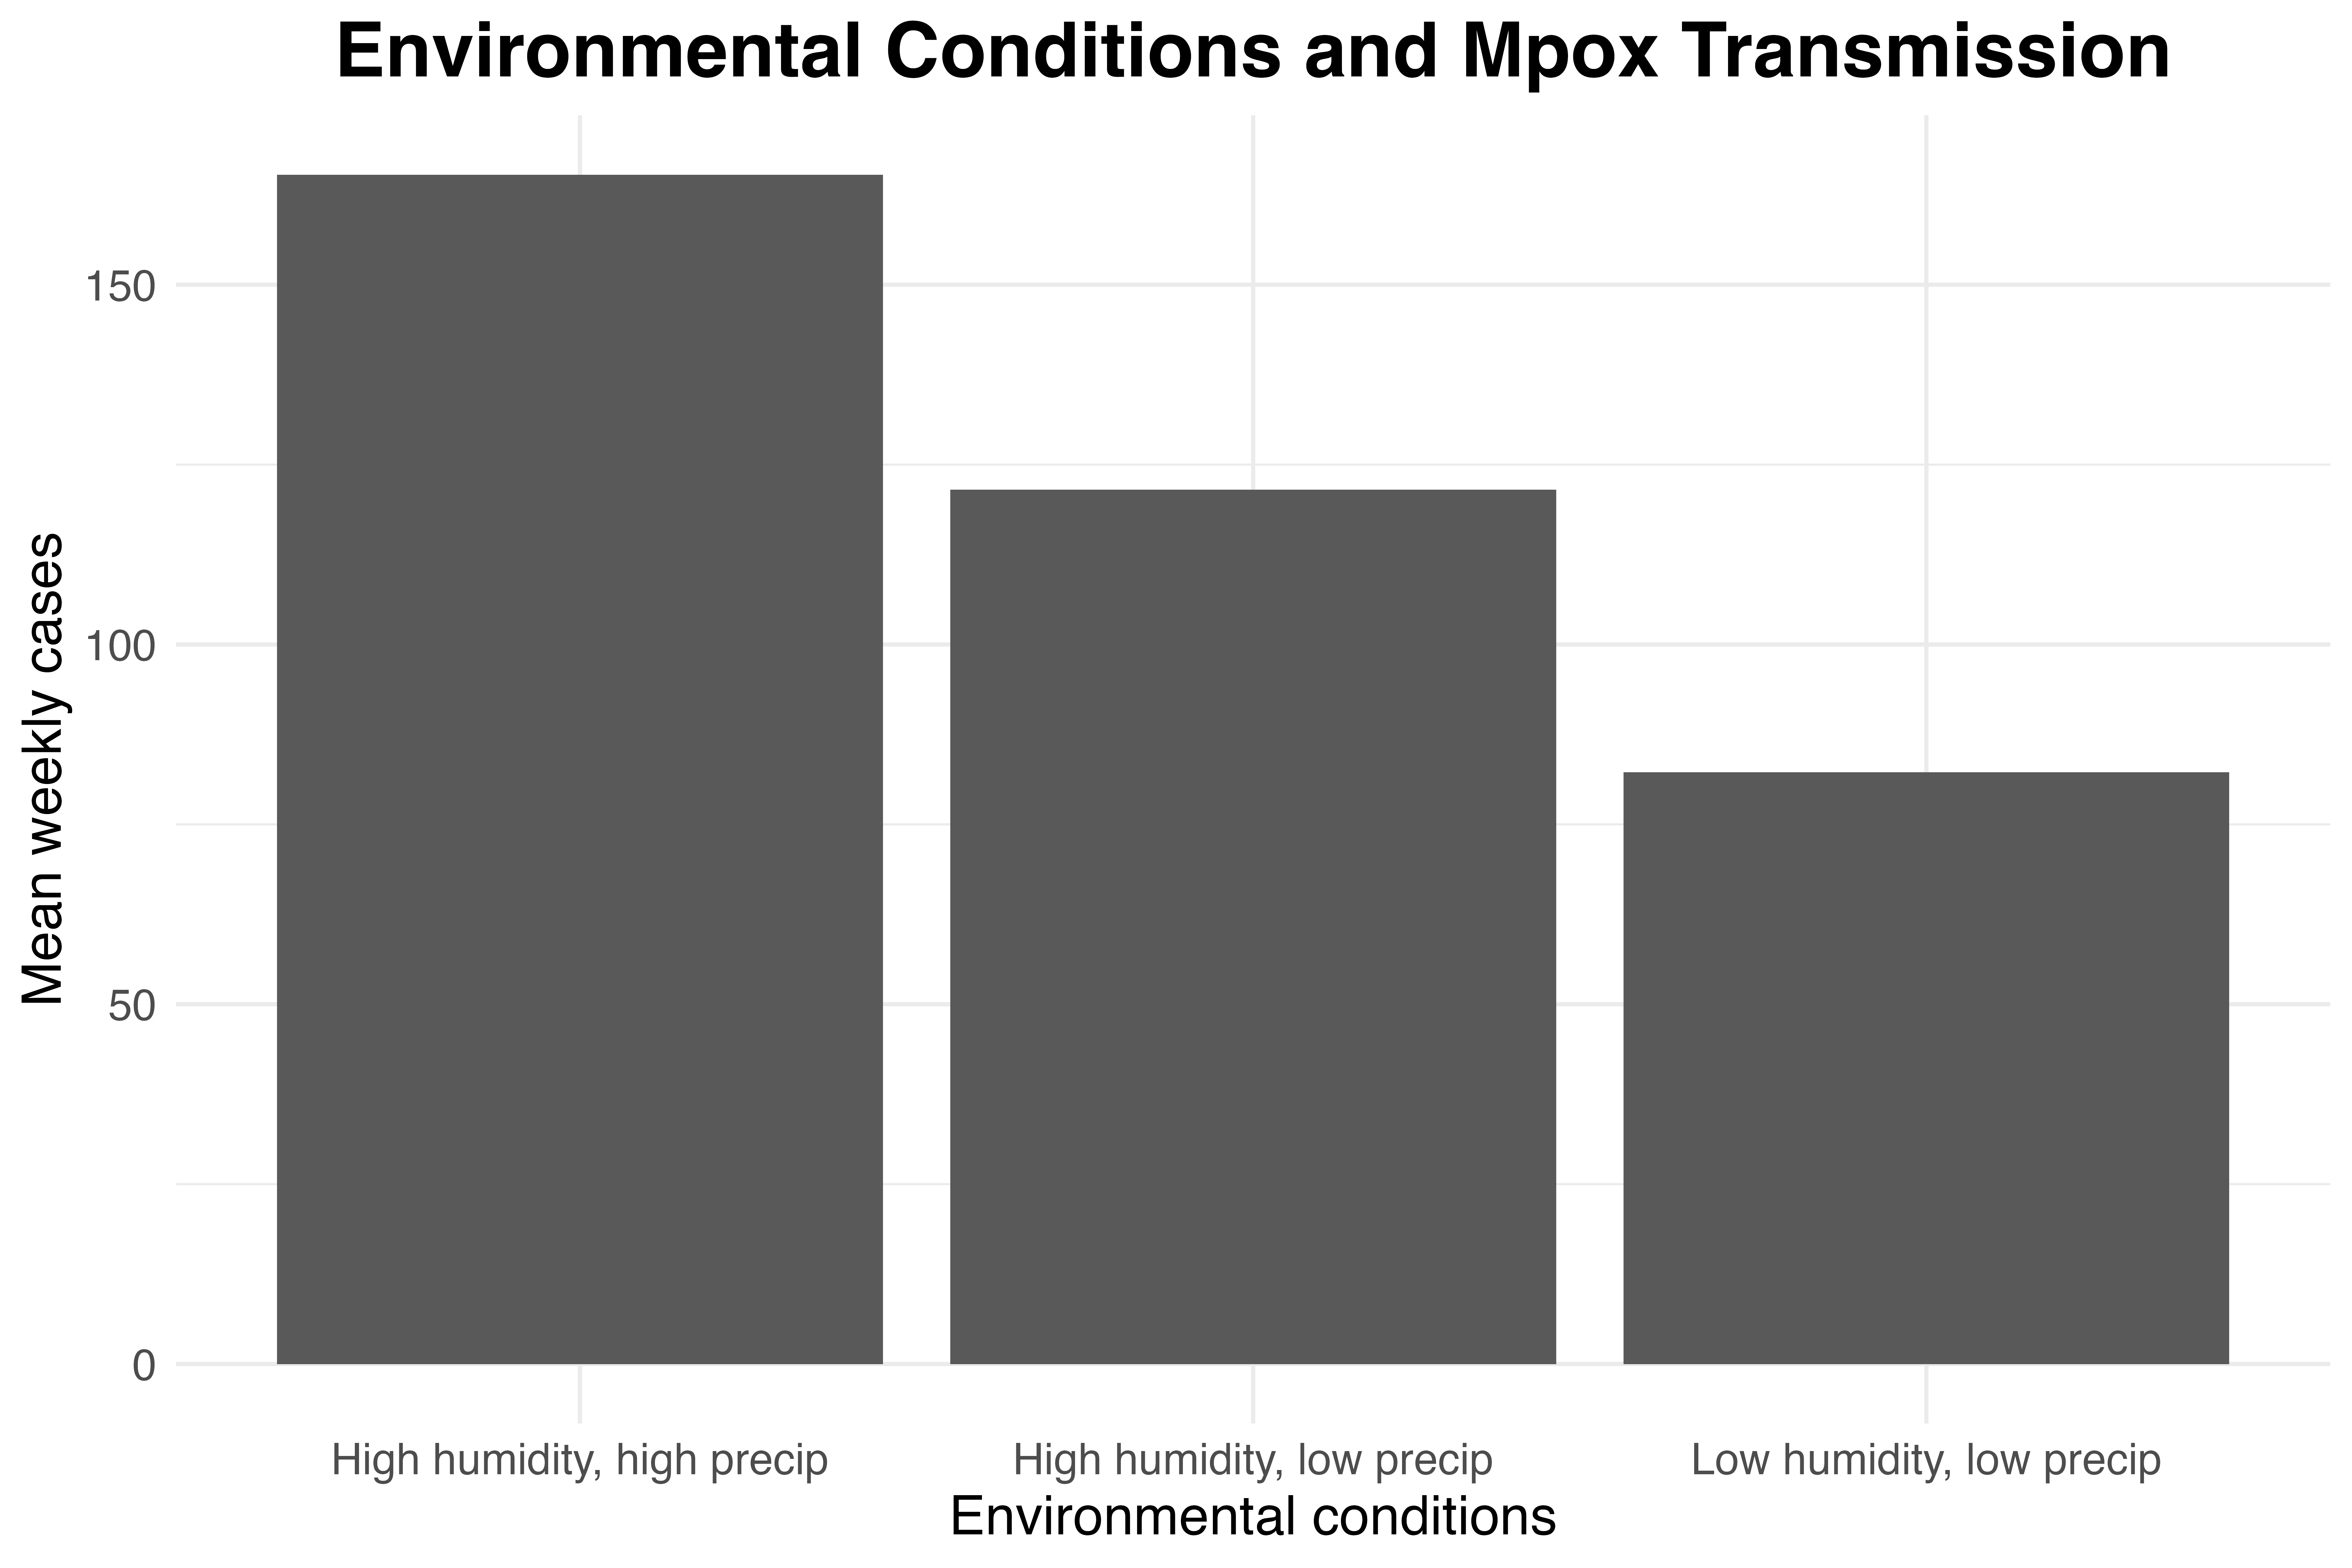 Environmental Conditions and Mpox Transmission
Mean weekly cases
150
100
50
0
High humidity, high precip
High humidity, low precip
Low humidity, low precip
Environmental conditions